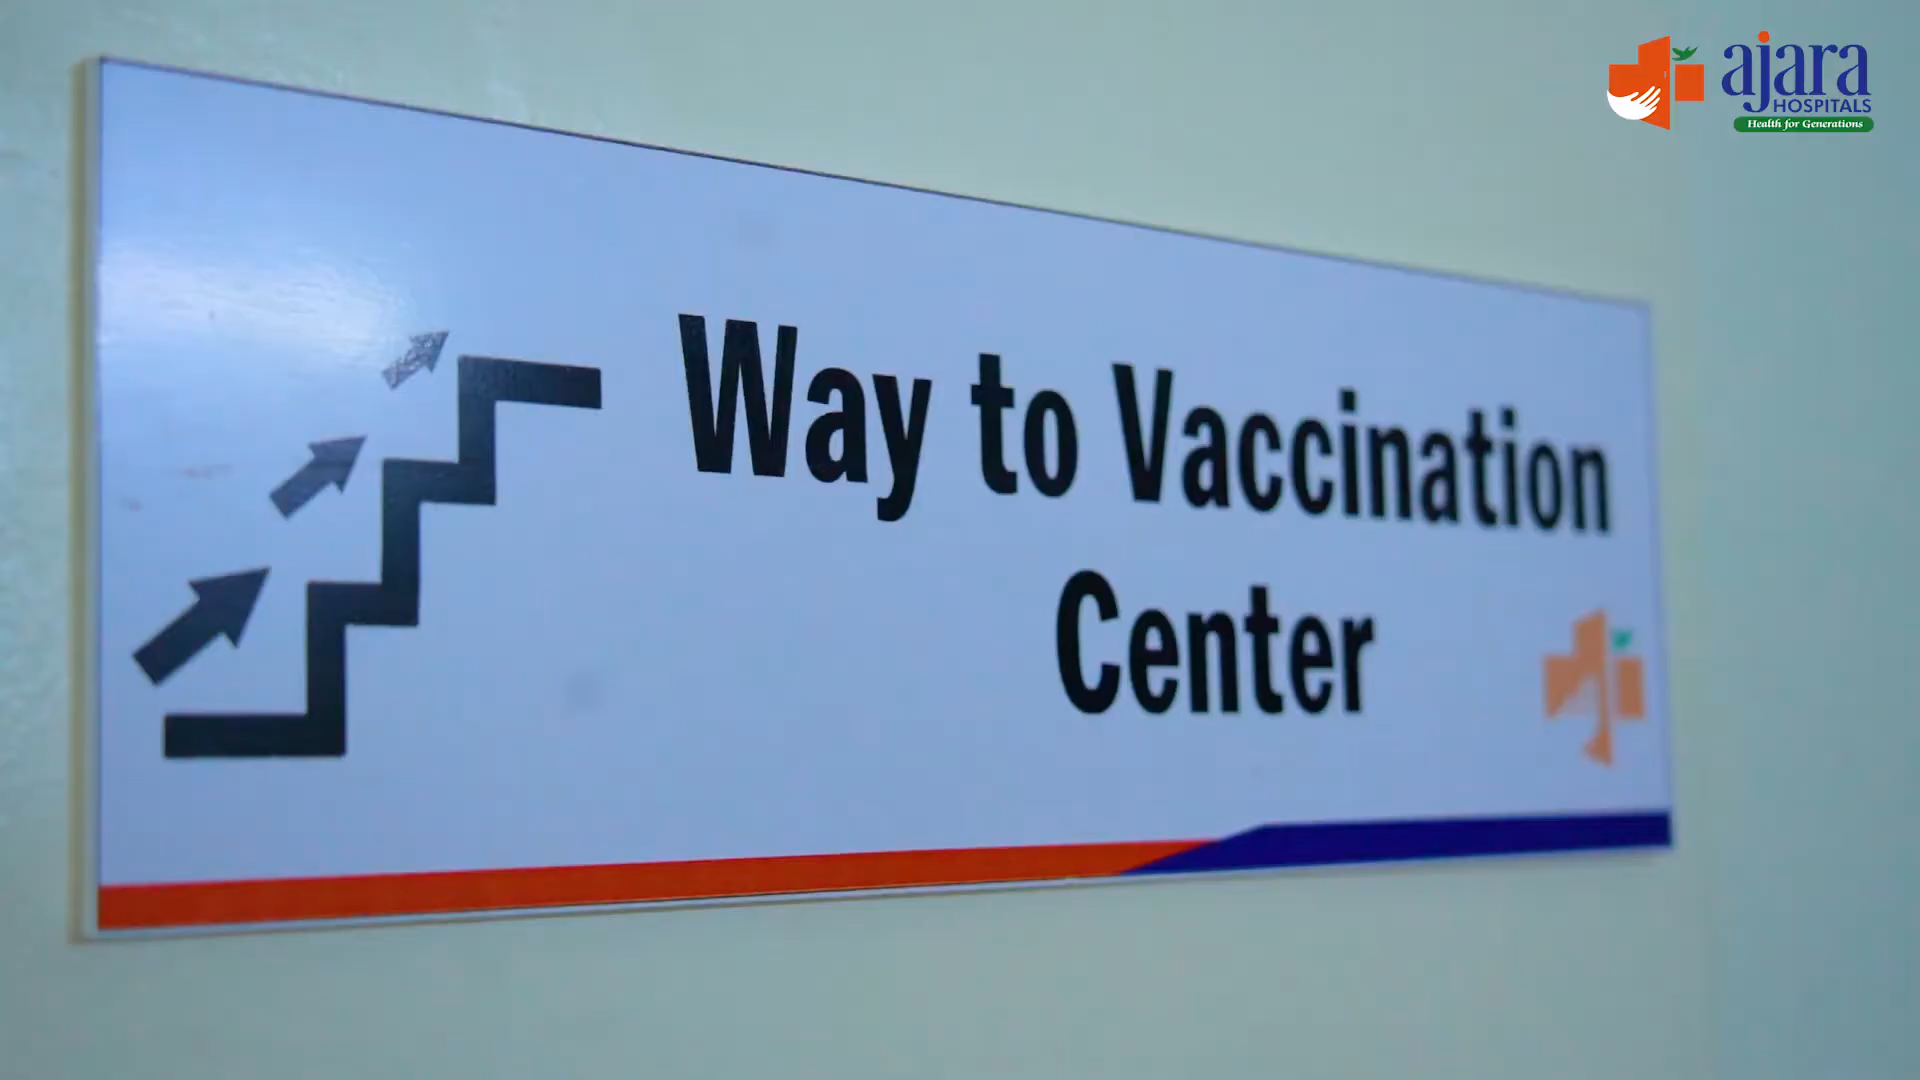 ajara
HOSPITALS
Health for Generations
Way to Vaccination
Center